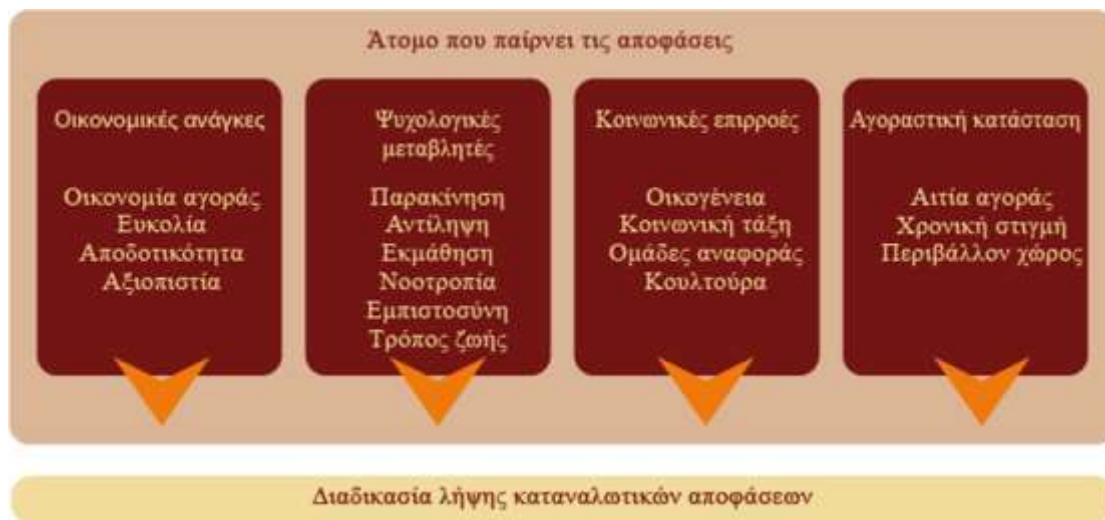 Άτομο που παίρνει τις αποφάσεις
Οικονομικές ανάγκες
Οικονομία αγοράς
Ευκολία
Αποδοτικότητα
Αξιοπιστία
Ψυχολογικές
μεταβλητές
Παρακίνηση
Αντίληψη
Εκμάθηση
Νοοτροπία
Εμπιστοσύνη
Τρόπος ζωής
Κοινωνικές επιρροές
Οικογένεια
Κοινωνική τάξη
Ομάδες αναφοράς
Κουλτούρα
Αγοραστική κατάσταση
Αιτία αγοράς
Χρονική στιγμή
Περιβάλλον χώρος
Διαδικασία λήψης καταναλωτικών αποφάσεων